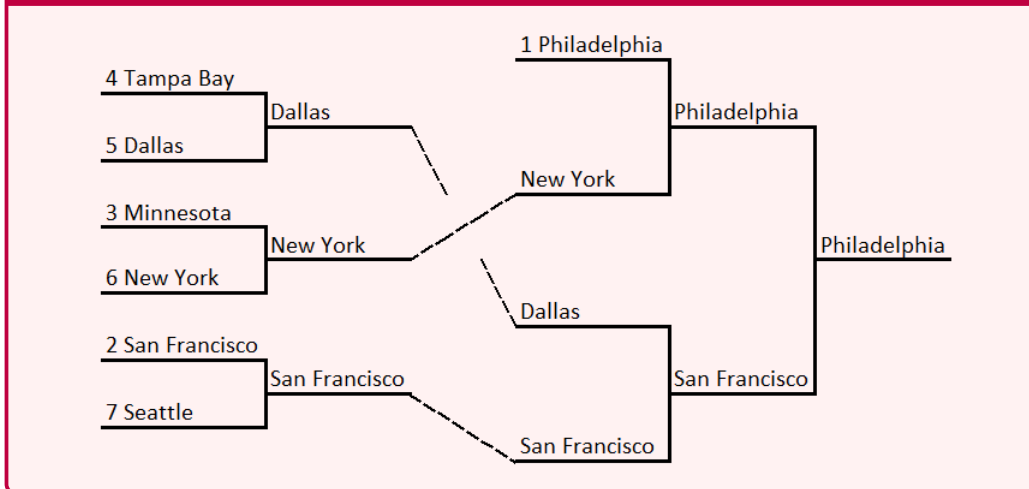 4 Tampa Bay
5 Dallas
Dallas
3 Minnesota
6 New York
New York
2 San Francisco
7 Seattle
San Francisco
1 Philadelphia
New York
Philadelphia
Dallas
San Francisco
San Francisco
Philadelphia